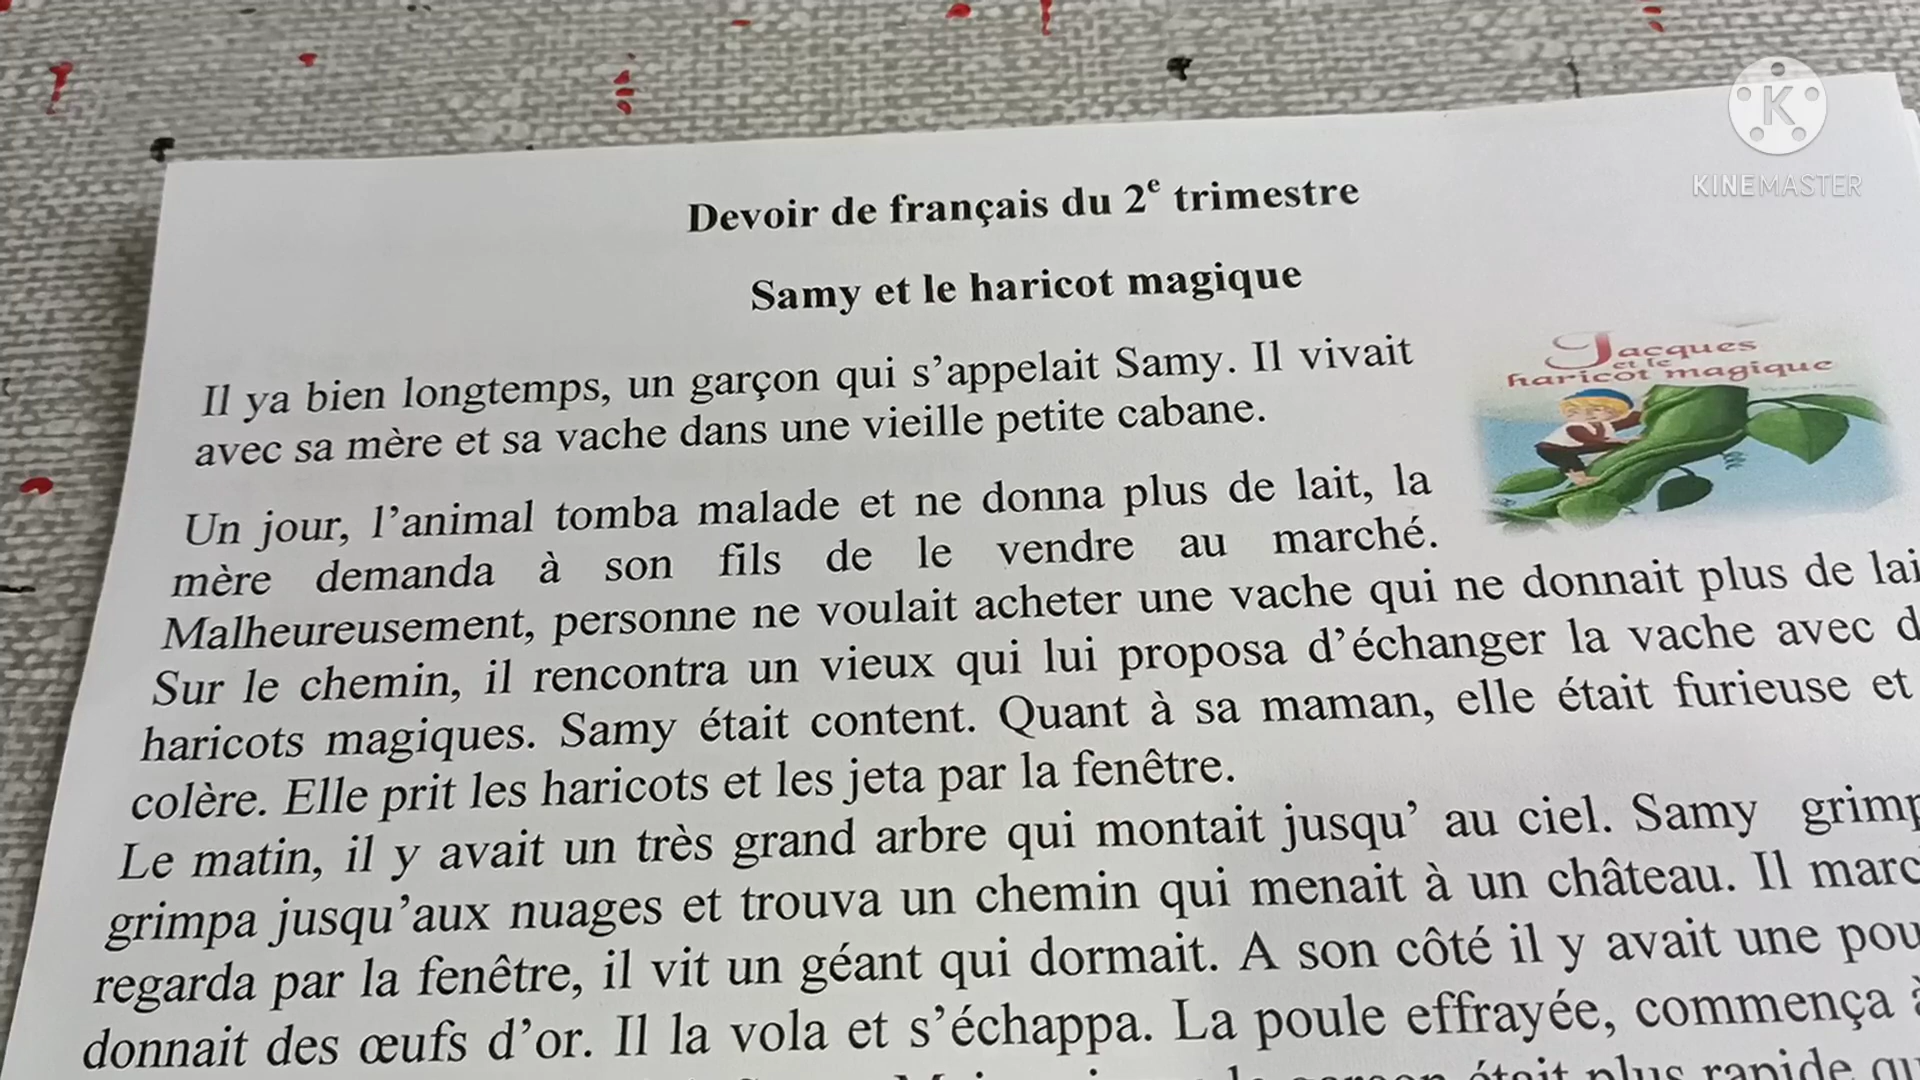 KINEMASTER
Devoir de français du 2e trimestre
Samy et le haricot magique
Jacques
et le
haricot magique
Il ya bien longtemps, un garçon qui s'appelait Samy. Il vivait
avec sa mère et sa vache dans une vieille petite cabane.
Un jour, l'animal tomba malade et ne donna plus de lait, la
mère demanda à son fils de le vendre au marché.
Malheureusement, personne ne voulait acheter une vache qui ne donnait plus de lai
Sur le chemin, il rencontra un vieux qui lui proposa d'échanger la vache avec d
haricots magiques. Samy était content. Quant à sa maman, elle était furieuse et
colère. Elle prit les haricots et les jeta par la fenêtre.
Le matin, il y avait un très grand arbre qui montait jusqu' au ciel. Samy grimp
grimpa jusqu'aux nuages et trouva un chemin qui menait à un château. Il marc
regarda par la fenêtre, il vit un géant qui dormait. A son côté il y avait une pou
donnait des œufs d'or. Il la vola et s'échappa. La poule effrayée, commença à
était plus rapide qu